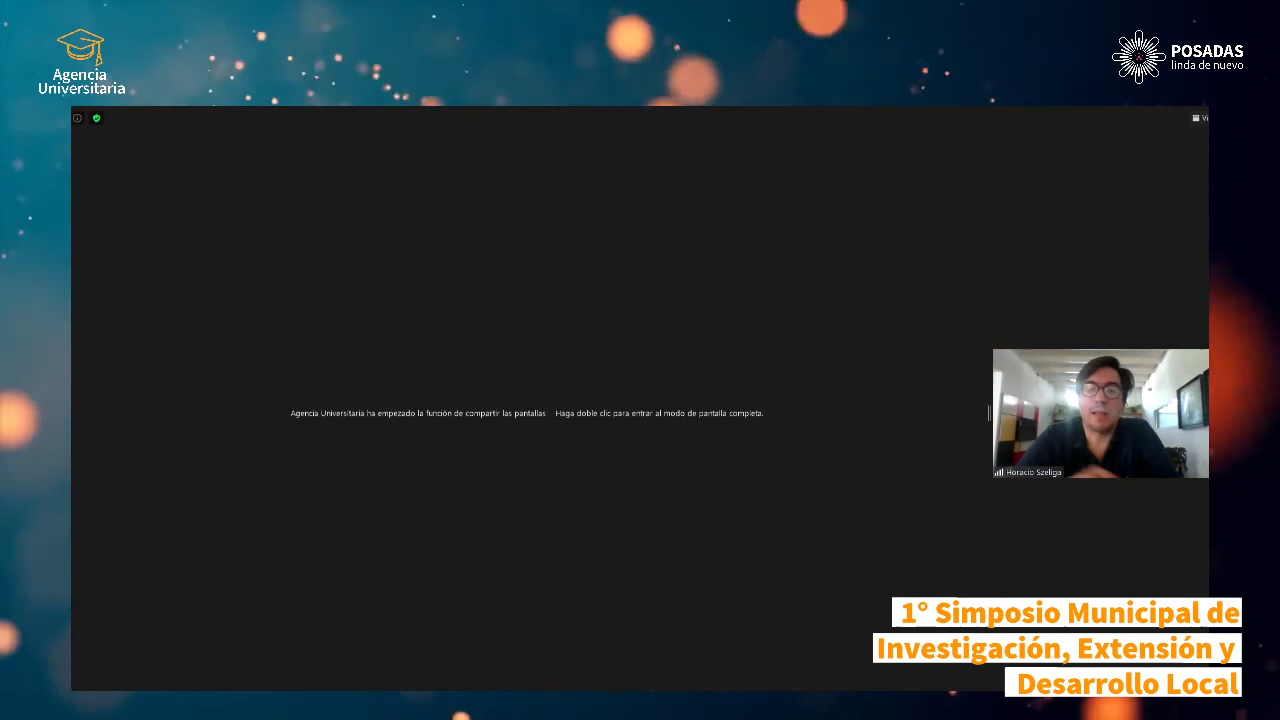 Agencia
Universitaria
POSADAS
linda de nuevo
Vi
Agencia Universitaria ha empezado la función de compartir las pantallas Haga doble clic para entrar al modo de pantalla completa.
Horacio Szeliga
1° Simposio Municipal de
Investigación, Extensión y
Desarrollo Local